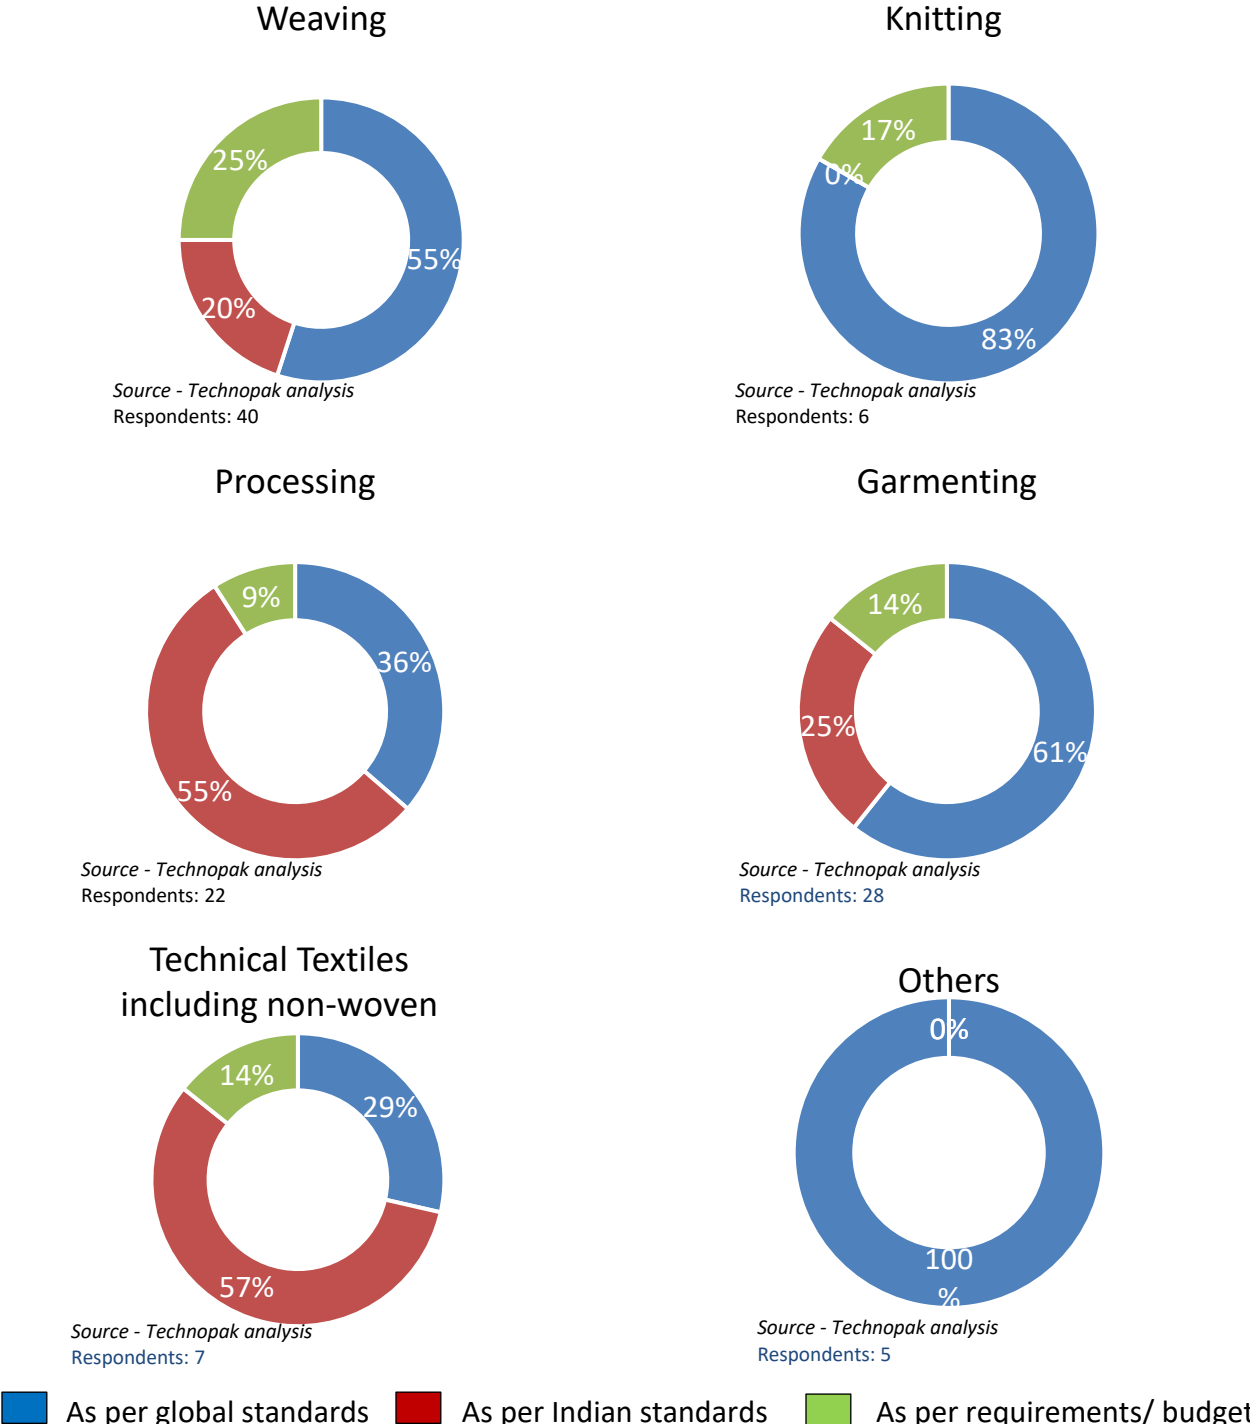 Weaving
Knitting
25%
55%
20%
17%
0%
83%
Source - Technopak analysis
Respondents: 40
Source - Technopak analysis
Respondents: 6
Processing
Garmenting
9%
36%
55%
14%
25%
61%
Source - Technopak analysis
Respondents: 22
Source - Technopak analysis
Respondents: 28
Technical Textiles
including non-woven
Others
14%
29%
57%
0%
100
%
Source - Technopak analysis
Respondents: 7
Source - Technopak analysis
Respondents: 5
As per global standards
As per Indian standards
As per requirements/ budget